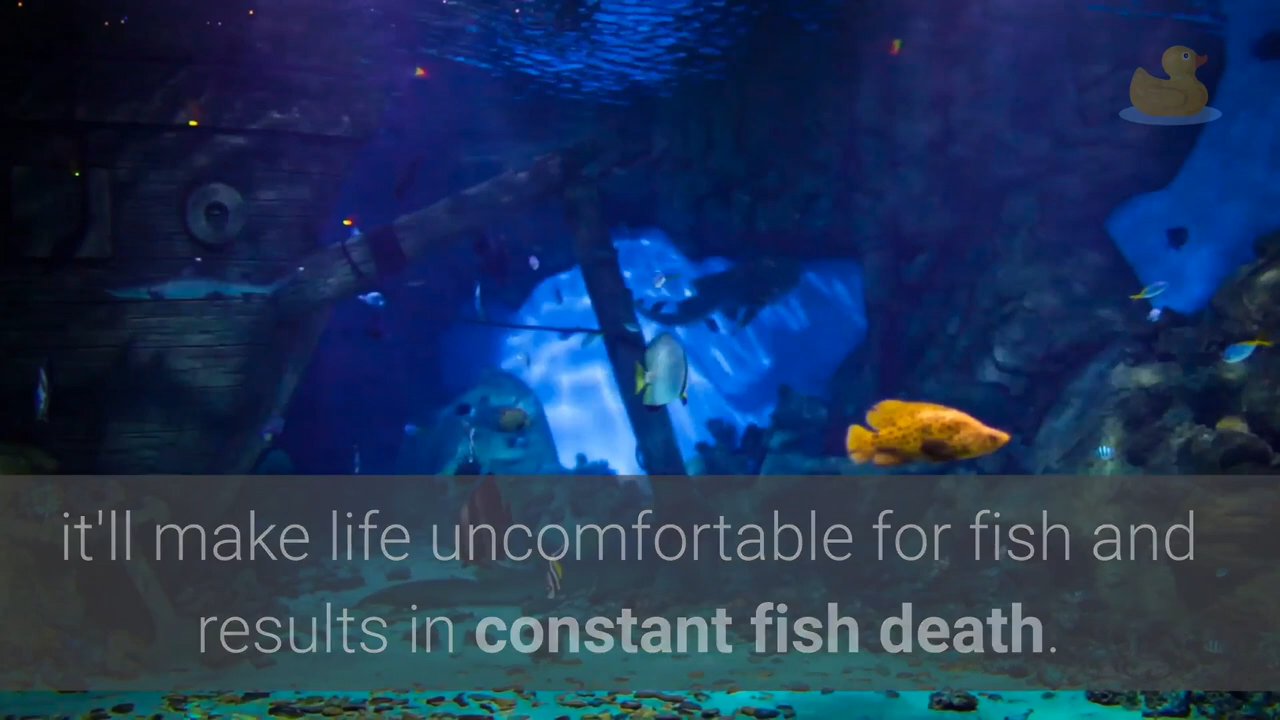 it'll make life uncomfortable for fish and
results in constant fish death.